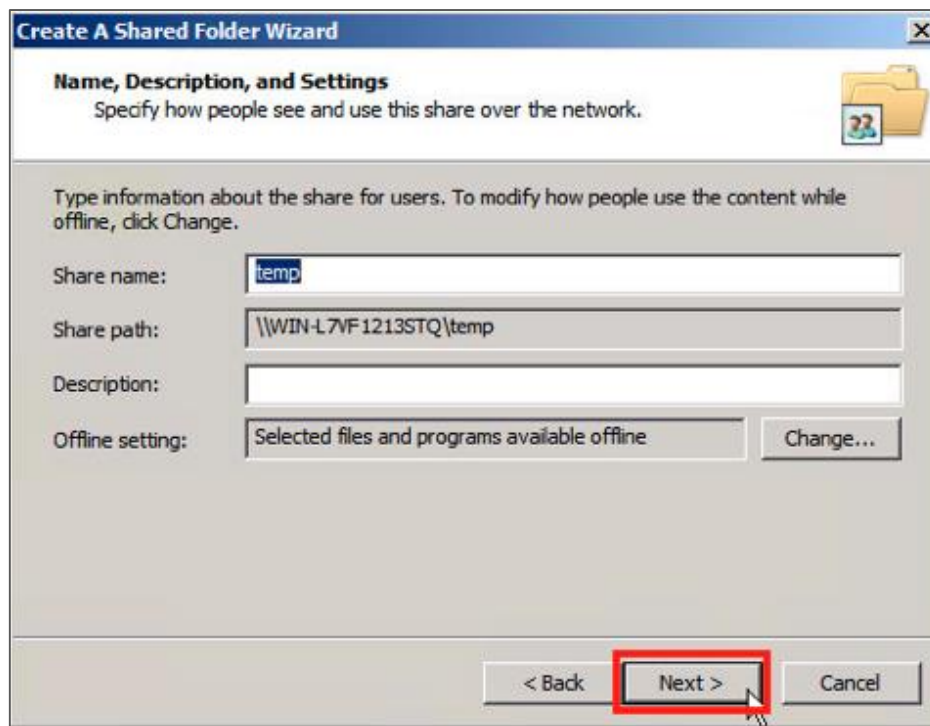 Create A Shared Folder Wizard
Name, Description, and Settings
Specify how people see and use this share over the network.
Type information about the share for users. To modify how people use the content while
offline, click Change.
Share name: temp
Share path: \\WIN-L7VF1213STQ\temp
Description:
Offline setting: Selected files and programs available offline Change...
< Back Next > Cancel